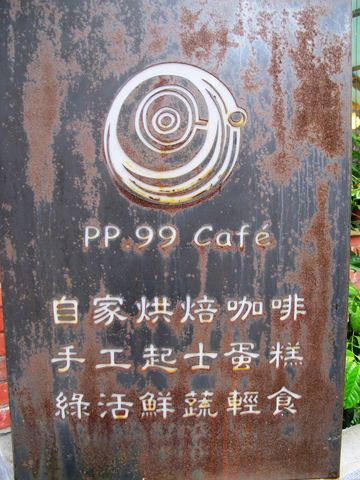 PP.99 Café
自家烘焙咖啡
手工起士蛋糕
綠活鮮蔬輕食